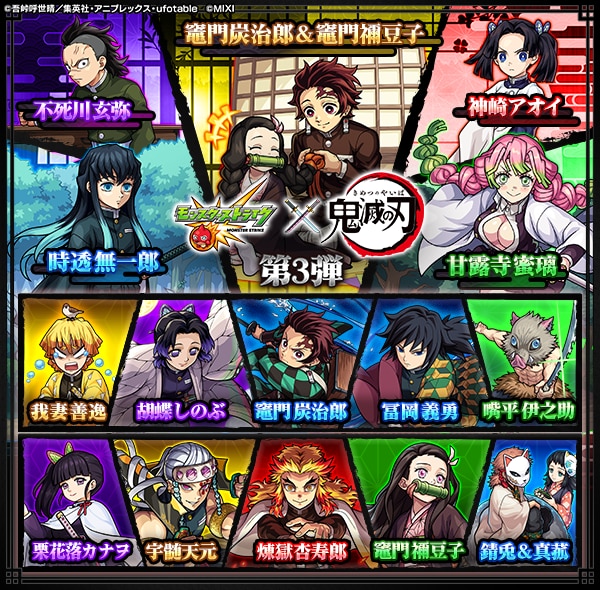 ©吾峠呼世晴／集英社・アニプレックス・ufotable ©MIXI
竈門炭治郎＆竈門禰豆子
不死川玄弥
神崎アオイ
時透無一郎
モンスターストライク
MONSTER STRIKE
×
きめつのやいば
鬼滅の刃
甘露寺蜜璃
第3弾
我妻善逸
胡蝶しのぶ
竈門炭治郎
冨岡義勇
嘴平伊之助
栗花落カナヲ
宇髄天元
煉獄杏寿郎
竈門禰豆子
錆兎＆真菰